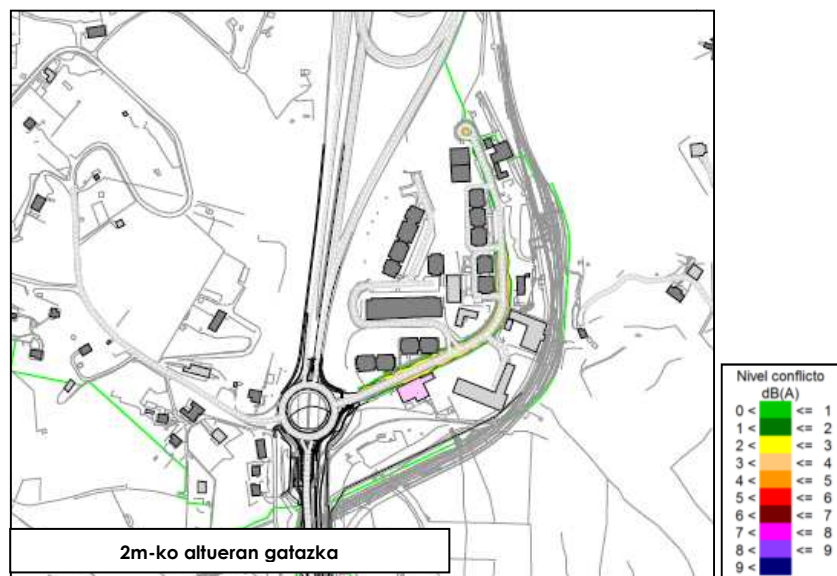 2m-ko altueran gatazka
Nivel conflicto
dB(A)
0 < <= 1
1 < <= 2
2 < <= 3
3 < <= 4
4 < <= 5
5 < <= 6
6 < <= 7
7 < <= 8
8 < <= 9
9 <